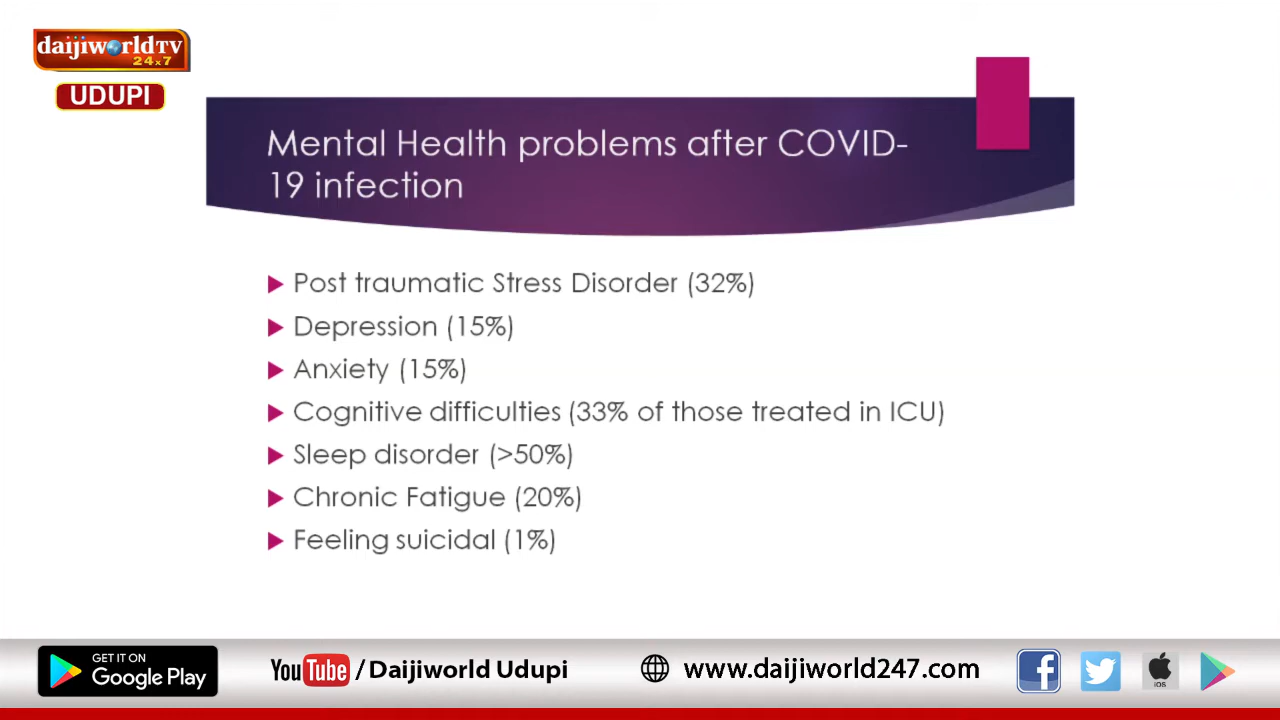 daijiworldTV
24x7
UDUPI
Mental Health problems after COVID-
19 infection
Post traumatic Stress Disorder (32%)
Depression (15%)
Anxiety (15%)
Cognitive difficulties (33% of those treated in ICU)
Sleep disorder (>50%)
Chronic Fatigue (20%)
Feeling suicidal (1%)
GET IT ON
Google Play
YouTube / Daijiworld Udupi
www.daijiworld247.com
iOS